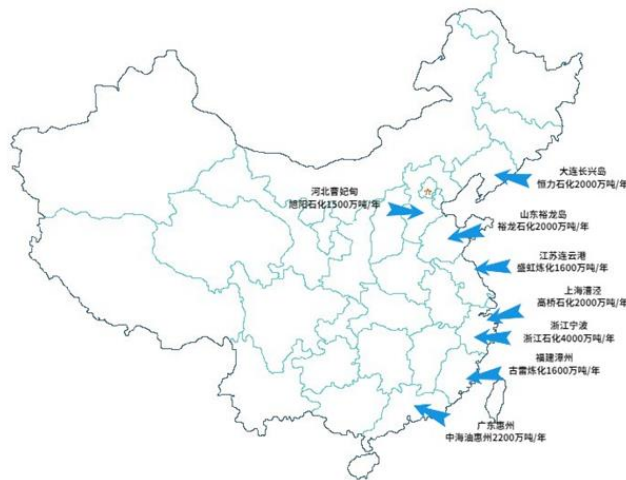 大连长兴岛
恒力石化2000万吨/年
河北曹妃甸
旭阳石化1500万吨/年
山东裕龙岛
裕龙石化2000万吨/年
江苏连云港
盛虹炼化1600万吨/年
上海漕泾
高桥石化2000万吨/年
浙江宁波
浙江石化4000万吨/年
福建漳州
古雷炼化1600万吨/年
广东惠州
中海油惠州2200万吨/年